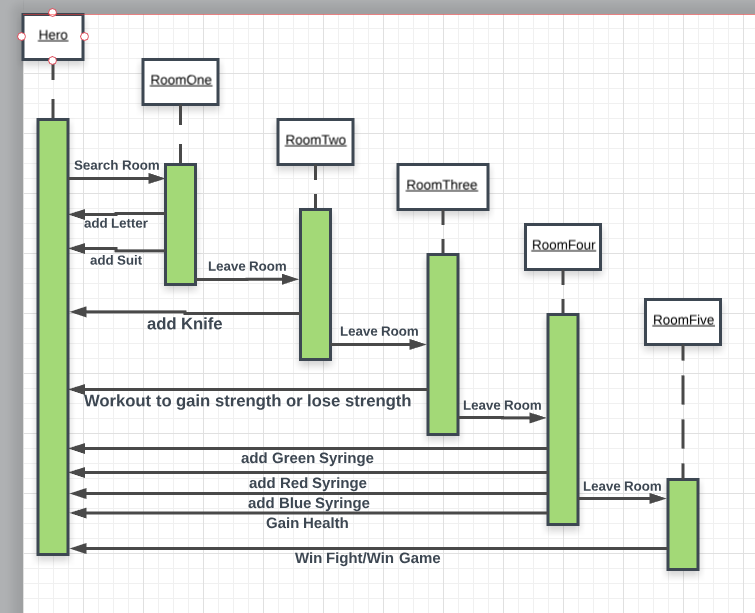 Hero
RoomOne
RoomTwo
Search Room
RoomThree
add Letter
RoomFour
add Suit
Leave Room
RoomFive
add Knife
Leave Room
Workout to gain strength or lose strength
Leave Room
add Green Syringe
add Red Syringe
Leave Room
add Blue Syringe
Gain Health
Win Fight/Win Game